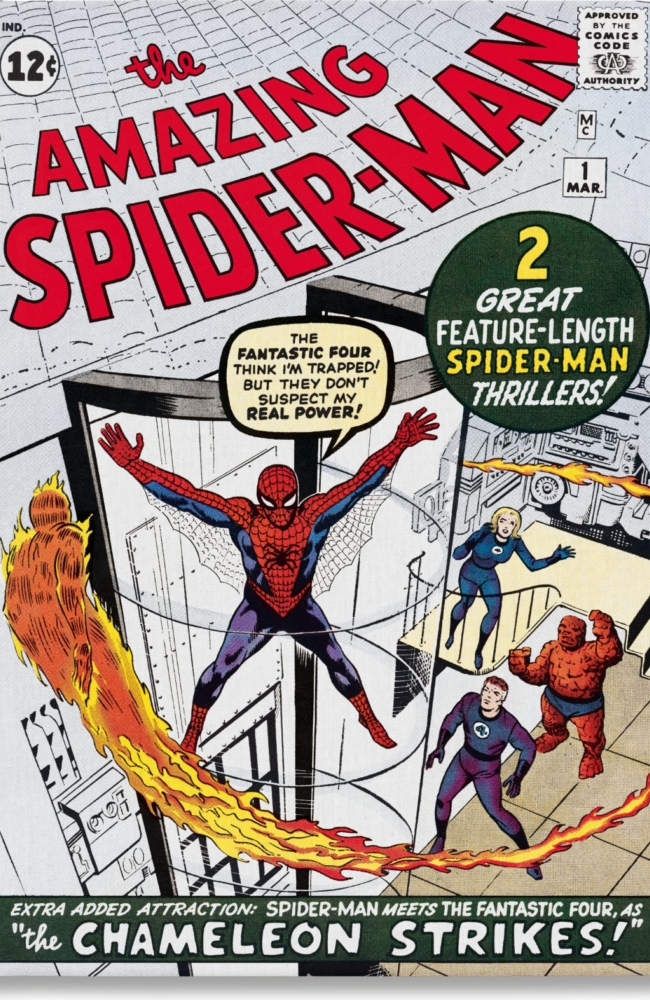 IND.
12¢
the
AMAZING
SPIDER-MAN
APPROVED
BY THE
COMICS
CODE
CA
AUTHORITY
M
C
1
MAR.
2
GREAT
FEATURE-LENGTH
SPIDER-MAN
THRILLERS!
THE
FANTASTIC FOUR
THINK I'M TRAPPED!
BUT THEY DON'T
SUSPECT MY
REAL POWER!
4
4
EXTRA ADDED ATTRACTION: SPIDER-MAN MEETS THE FANTASTIC FOUR, AS
"the CHAMELEON STRIKES!"